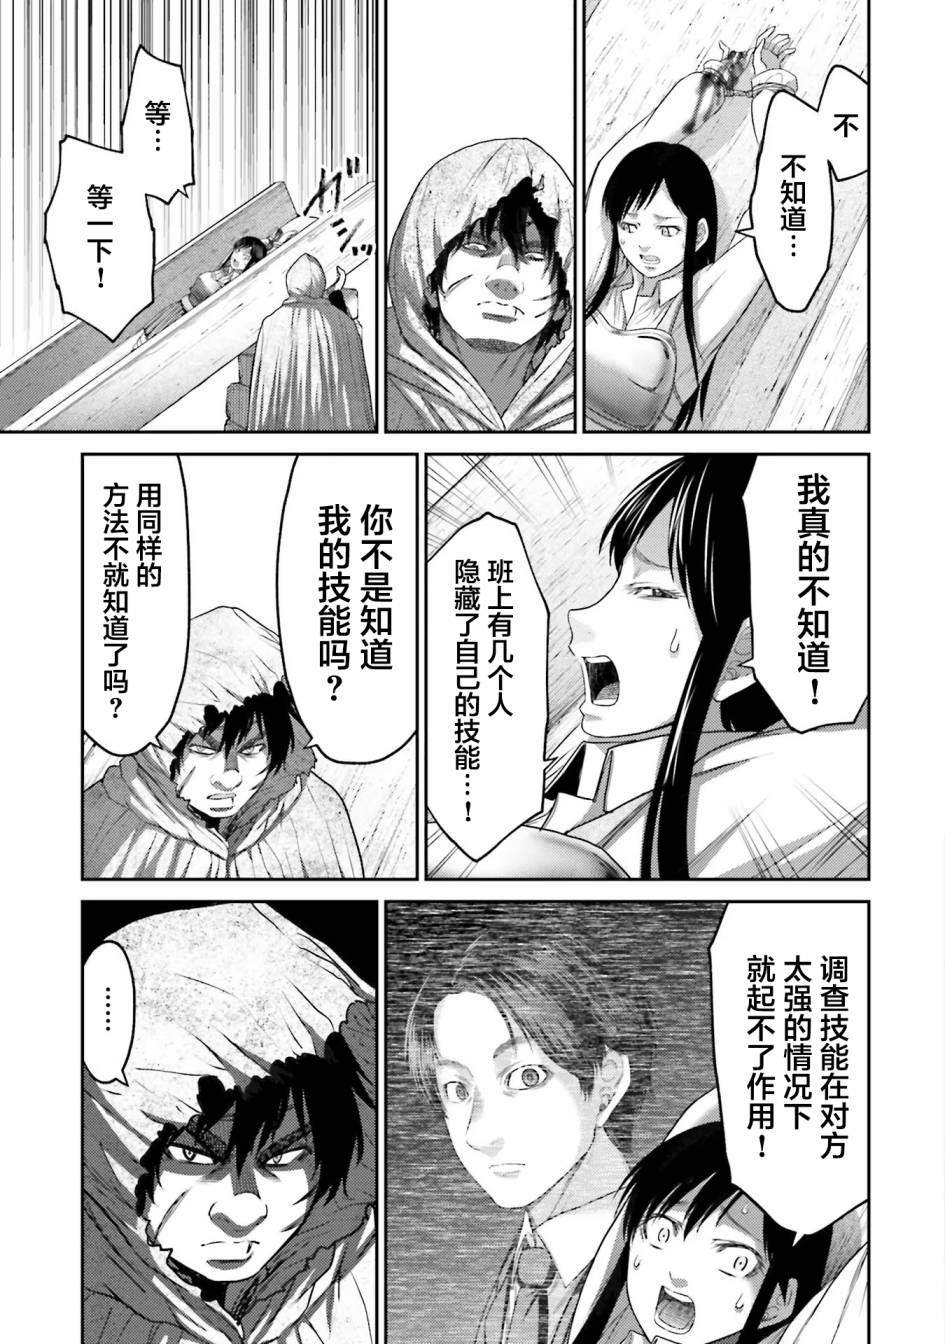 不
不知道…
等…
等一下！
ガガ
我真的不知道！
班上有几个人
隐藏了自己的技能…！
你不是知道
我的技能吗？
用同样的
方法不就知道了吗？
调查技能在对方
太强的情况下
就起不了作用！
……